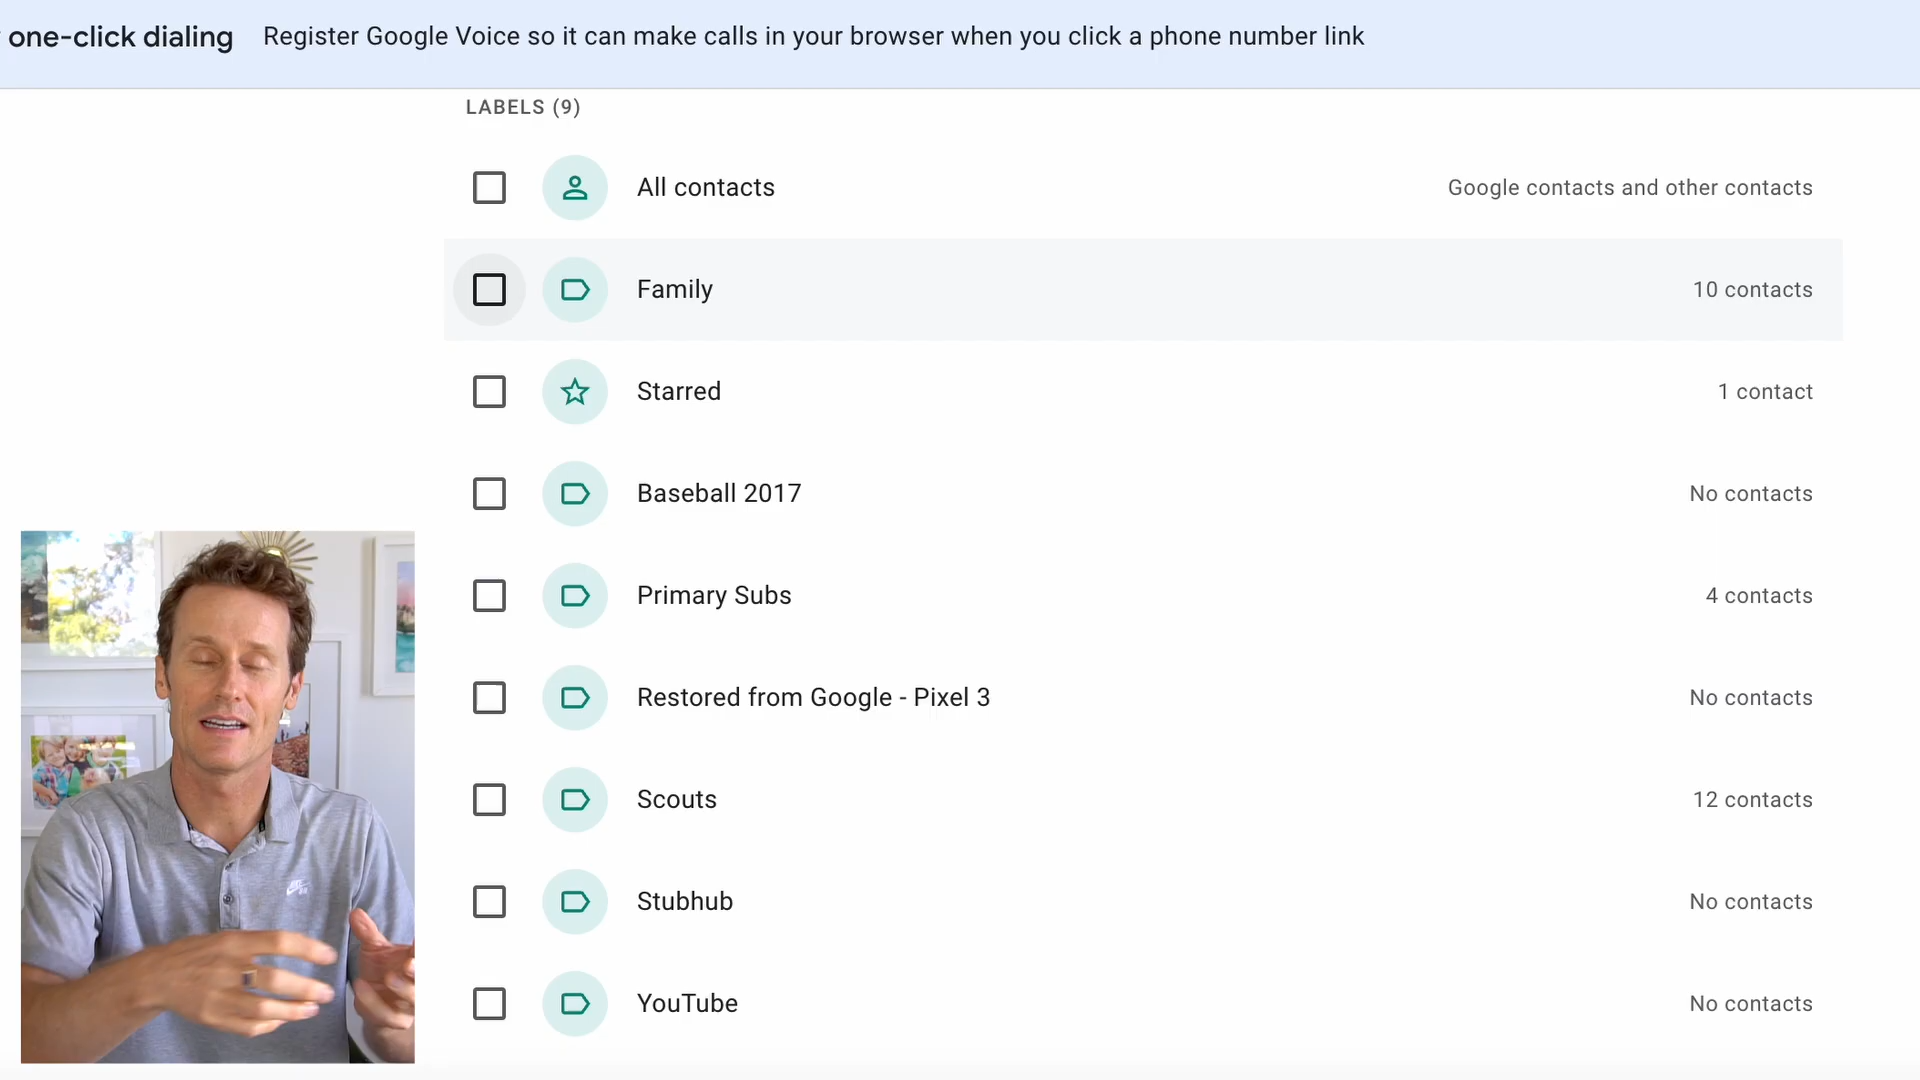 one-click dialing Register Google Voice so it can make calls in your browser when you click a phone number link
LABELS (9)
All contacts Google contacts and other contacts
Family 10 contacts
Starred 1 contact
Baseball 2017 No contacts
Primary Subs 4 contacts
Restored from Google - Pixel 3 No contacts
Scouts 12 contacts
Stubhub No contacts
YouTube No contacts